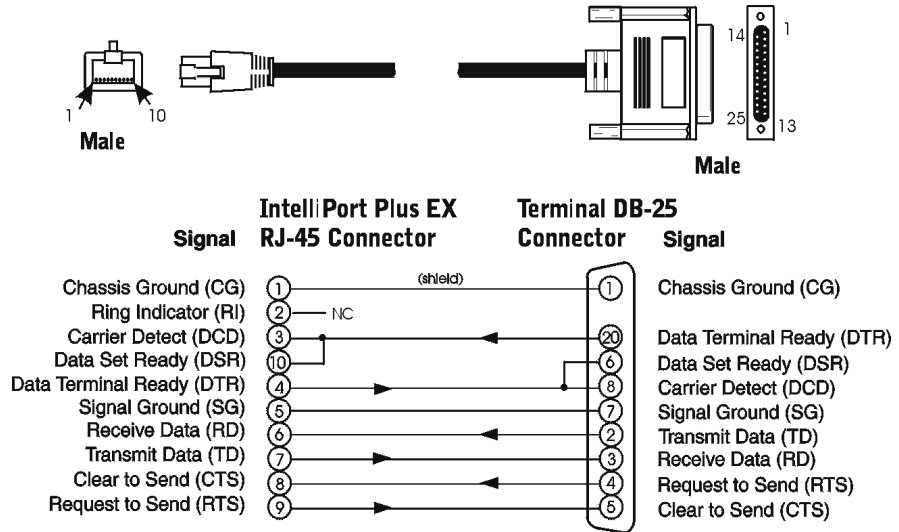 14 1
1 10
25 13
Male
Male
IntelliPort Plus EX Terminal DB-25
Signal RJ-45 Connector Connector Signal
Chassis Ground (CG) 1 (shield) 1 Chassis Ground (CG)
Ring Indicator (RI) 2 NC
Carrier Detect (DCD) 3 20 Data Terminal Ready (DTR)
Data Set Ready (DSR) 10 6 Data Set Ready (DSR)
Data Terminal Ready (DTR) 4 8 Carrier Detect (DCD)
Signal Ground (SG) 5 7 Signal Ground (SG)
Receive Data (RD) 6 2 Transmit Data (TD)
Transmit Data (TD) 7 3 Receive Data (RD)
Clear to Send (CTS) 8 4 Request to Send (RTS)
Request to Send (RTS) 9 5 Clear to Send (CTS)